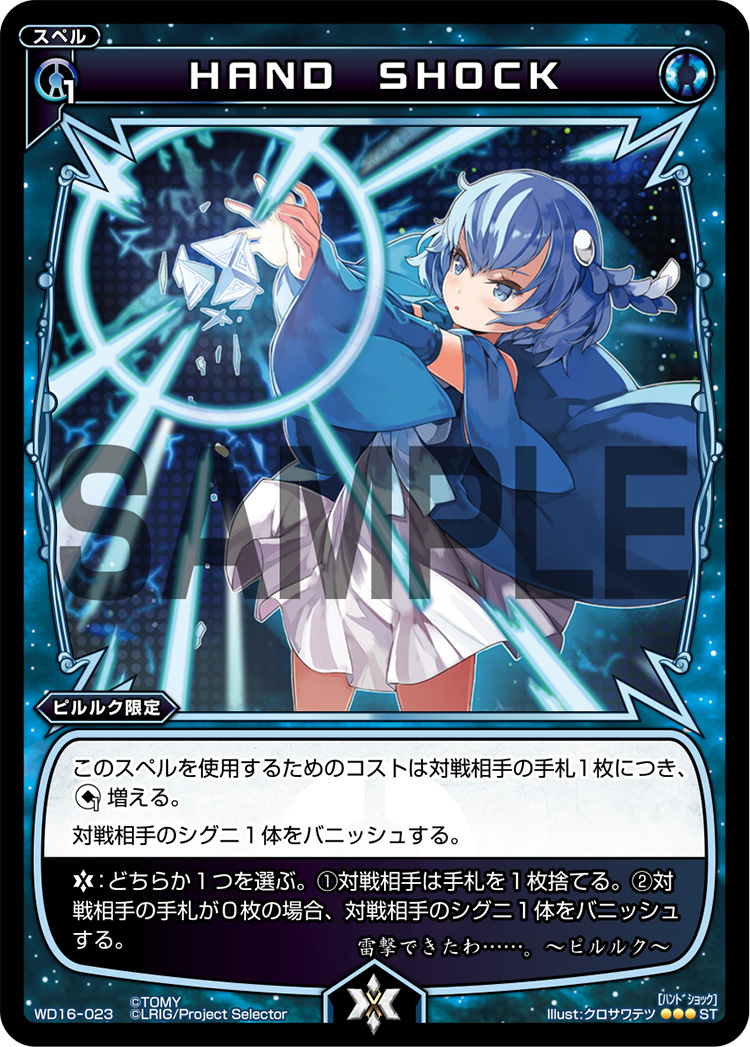 スペル
HAND SHOCK
1
SAMPLE
ピルルク限定
このスペルを使用するためのコストは対戦相手の手札1枚につき、
1増える。
対戦相手のシグニ1体をバニッシュする。
:どちらか1つを選ぶ。①対戦相手は手札を1枚捨てる。②対
戦相手の手札が0枚の場合、対戦相手のシグニ1体をバニッシュ
する。
雷撃できたわ……。～ピルルク～
WD16-023
©TOMY
©LRIG/Project Selector
[ハンドショック]
Illust:クロサワテツ
ST